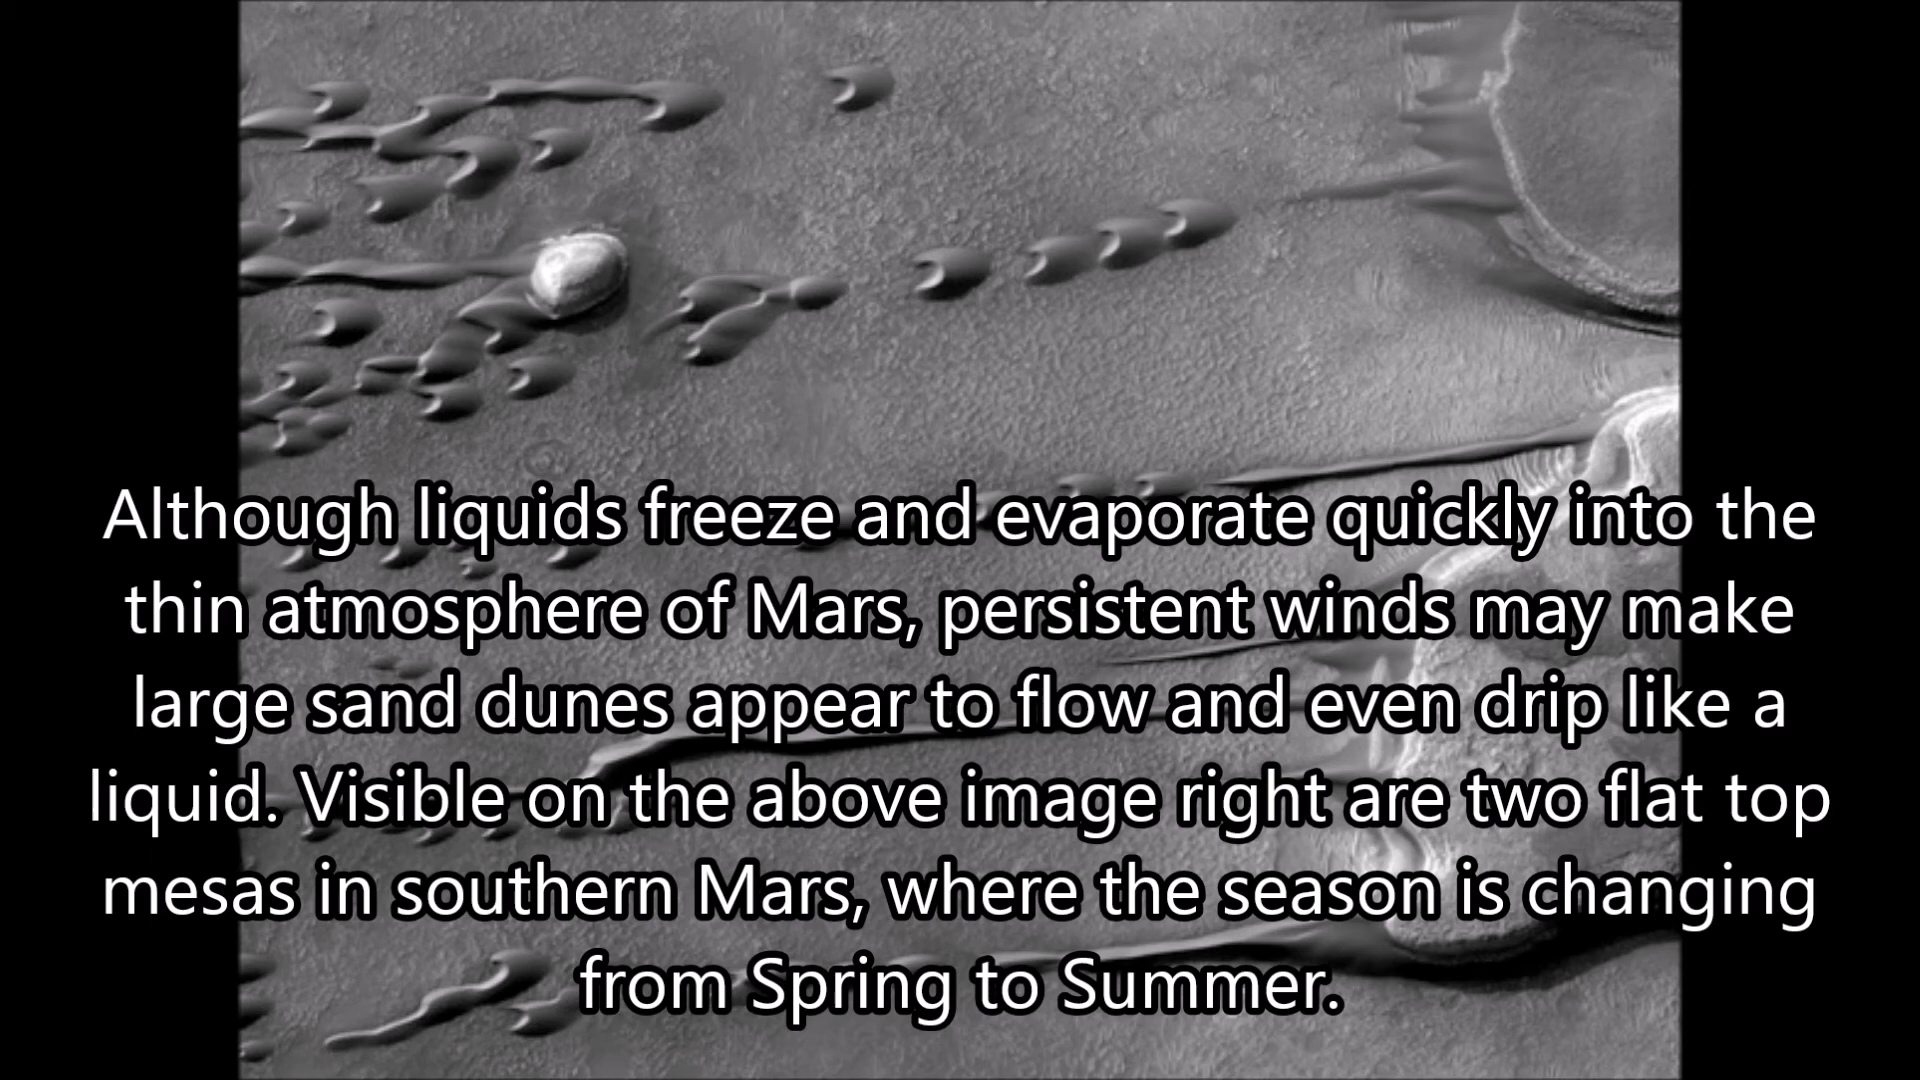 Although liquids freeze and evaporate quickly into the
thin atmosphere of Mars, persistent winds may make
large sand dunes appear to flow and even drip like a
liquid. Visible on the above image right are two flat top
mesas in southern Mars, where the season is changing
from Spring to Summer.